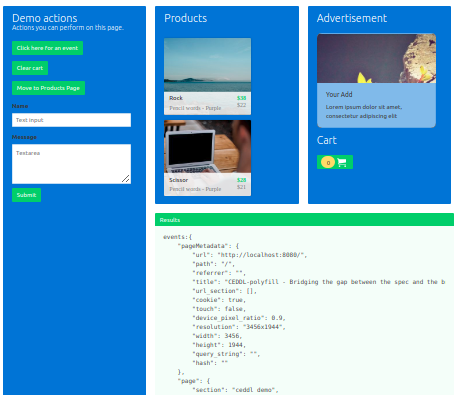 Demo actions
Actions you can perform on this page.
Click here for an event
Clear cart
Move to Products Page
Name
Text input
Message
Textarea
Submit
Products
Rock
$38
Pencil words - Purple
$22
Scissor
$28
Pencil words - Purple
$21
Advertisement
Your Add
Lorem ipsum dolor sit amet,
consectetur adipiscing elit
Cart
0
Results
events:{
"pageMetadata": {
"url": "http://localhost:8080/",
"path": "/",
"referrer": "",
"title": "CEDDL-polyfill - Bridging the gap between the spec and the b
"url_section": [],
"cookie": true,
"touch": false,
"device_pixel_ratio": 0.9,
"resolution": "3456x1944",
"width": 3456,
"height": 1944,
"query_string": "",
"hash": ""
},
"page": {
"section": "ceddl demo",